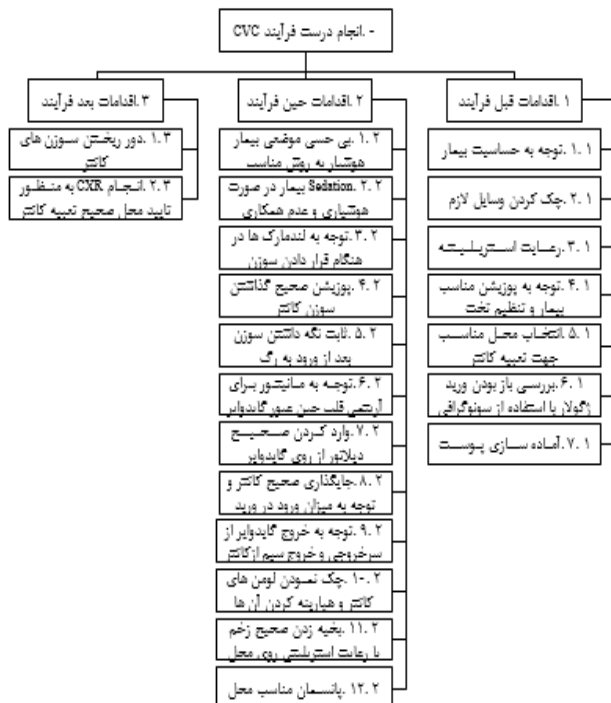 ۰. انجام درست فرآیند CVC
۱. اقدامات قبل فرآیند
۱.۱. توجه به حساسیت بیمار
۲.۱. چک کردن وسایل لازم
۳.۱. رعایت استریلیته
۴.۱. توجه به پوزیشن مناسب
بیمار و تنظیم تخت
۵.۱. انتخاب محل مناسب
جهت تعبیه کاتتر
۶.۱. بررسی باز بودن ورید
ژگولار با استفاده از سونوگرافی
۷.۱. آماده سازی پوست
۲. اقدامات حین فرآیند
۱.۲. بی حسی موضعی بیمار
هوشیار به روش مناسب
۲.۲. Sedation بیمار در صورت
هوشیاری و عدم همکاری
۳.۲. توجه به لندمارک ها در
هنگام قرار دادن سوزن
۴.۲. پوزیشن صحیح گذاشتن
سوزن کاتتر
۵.۲. ثابت نگه داشتن سوزن
بعد از ورود به رگ
۶.۲. توجه به مانیتور برای
آریتمی قلب حین عبور گایدوایر
۷.۲. وارد کردن صحیح
دیلاتور از روی گایدوایر
۸.۲. جایگذاری صحیح کاتتر و
توجه به میزان ورود در ورید
۹.۲. توجه به خروج گایدوایر از
سرخروجی و خروج سیم از کاتتر
۱۰.۲. چک نمودن لومن های
کاتتر و هپارینه کردن آن ها
۱۱.۲. بخیه زدن صحیح زخم
با رعایت استریلیتی روی محل
۱۲.۲. پانسمان مناسب محل
۳. اقدامات بعد فرآیند
۱.۳. دور ریختن سوزن های
کاتتر
۲.۳. انجام CXR به منظور
تایید محل صحیح تعبیه کاتتر